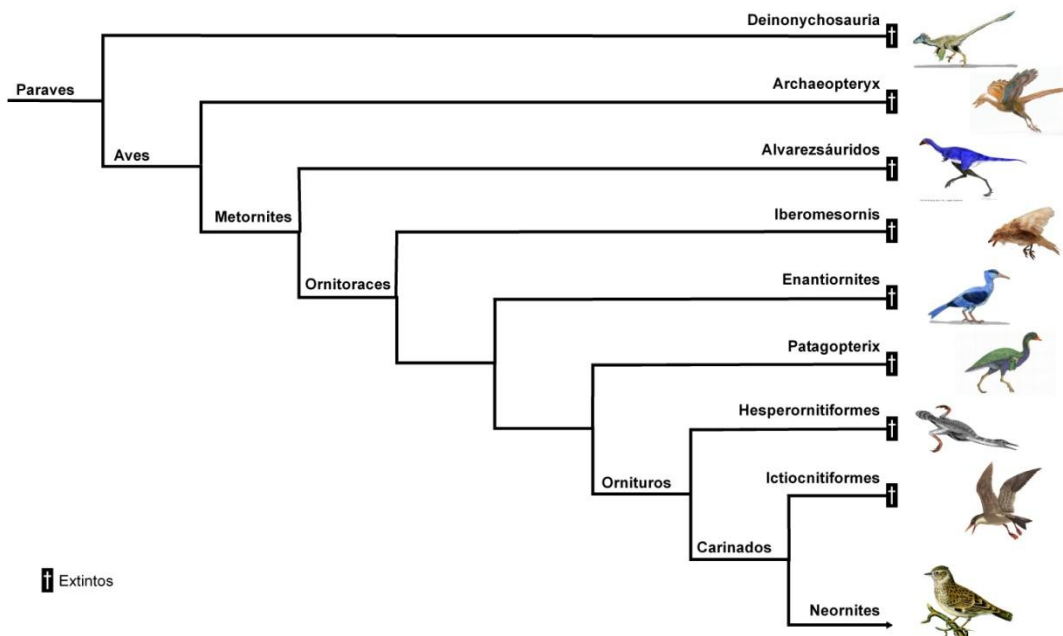 Deinonychosauria
Paraves
Archaeopteryx
Aves
Alvarezsáuridos
Metornites
Iberomesornis
Ornitoraces
Enantiornites
Patagopterix
Hesperornitiformes
Ornituros
Ictiocnitiformes
Carinados
Extintos
Neornites